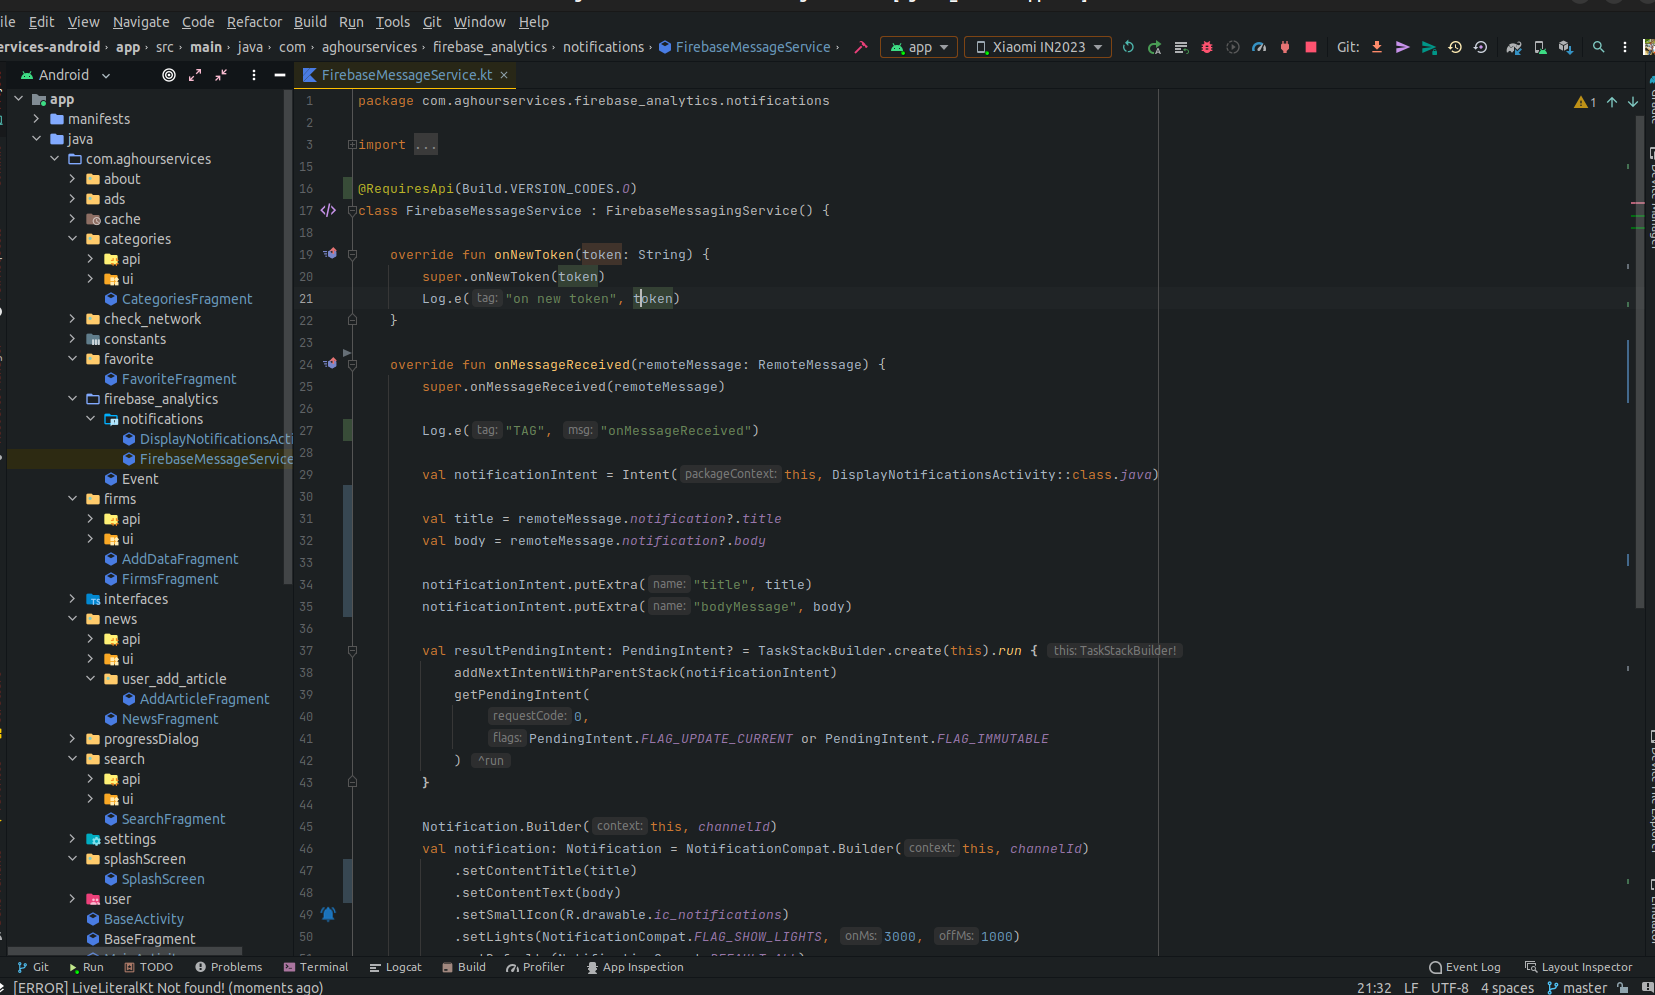 ile Edit View Navigate Code Refactor Build Run Tools Git Window Help
ervices-android app src main java com aghourservices firebase_analytics notifications FirebaseMessageService app Xiaomi IN2023 Git:
Android
FirebaseMessageService.kt
app
manifests
java
com.aghourservices
about
ads
cache
categories
api
ui
CategoriesFragment
check_network
constants
favorite
FavoriteFragment
firebase_analytics
notifications
DisplayNotificationsActi
FirebaseMessageService
Event
firms
api
ui
AddDataFragment
FirmsFragment
interfaces
news
api
ui
user_add_article
AddArticleFragment
NewsFragment
progressDialog
search
api
ui
SearchFragment
settings
splashScreen
SplashScreen
user
BaseActivity
BaseFragment
1 package com.aghourservices.firebase_analytics.notifications
2
3 import ...
15
16 @RequiresApi(Build.VERSION_CODES.O)
17 class FirebaseMessageService : FirebaseMessagingService() {
18
19 override fun onNewToken(token: String) {
20 super.onNewToken(token)
21 Log.e( tag: "on new token", token)
22 }
23
24 override fun onMessageReceived(remoteMessage: RemoteMessage) {
25 super.onMessageReceived(remoteMessage)
26
27 Log.e( tag: "TAG", msg: "onMessageReceived")
28
29 val notificationIntent = Intent( packageContext: this, DisplayNotificationsActivity::class.java)
30
31 val title = remoteMessage.notification?.title
32 val body = remoteMessage.notification?.body
33
34 notificationIntent.putExtra( name: "title", title)
35 notificationIntent.putExtra( name: "bodyMessage", body)
36
37 val resultPendingIntent: PendingIntent? = TaskStackBuilder.create(this).run { this: TaskStackBuilder!
38 addNextIntentWithParentStack(notificationIntent)
39 getPendingIntent(
40 requestCode: 0,
41 flags: PendingIntent.FLAG_UPDATE_CURRENT or PendingIntent.FLAG_IMMUTABLE
42 ) ^run
43 }
44
45 Notification.Builder( context: this, channelId)
46 val notification: Notification = NotificationCompat.Builder( context: this, channelId)
47 .setContentTitle(title)
48 .setContentText(body)
49 .setSmallIcon(R.drawable.ic_notifications)
50 .setLights(NotificationCompat.FLAG_SHOW_LIGHTS, onMs: 3000, offMs: 1000)
1
Git Run TODO Problems Terminal Logcat Build Profiler App Inspection Event Log Layout Inspector
[ERROR] LiveLiteralKt Not found! (moments ago) 21:32 LF UTF-8 4 spaces master